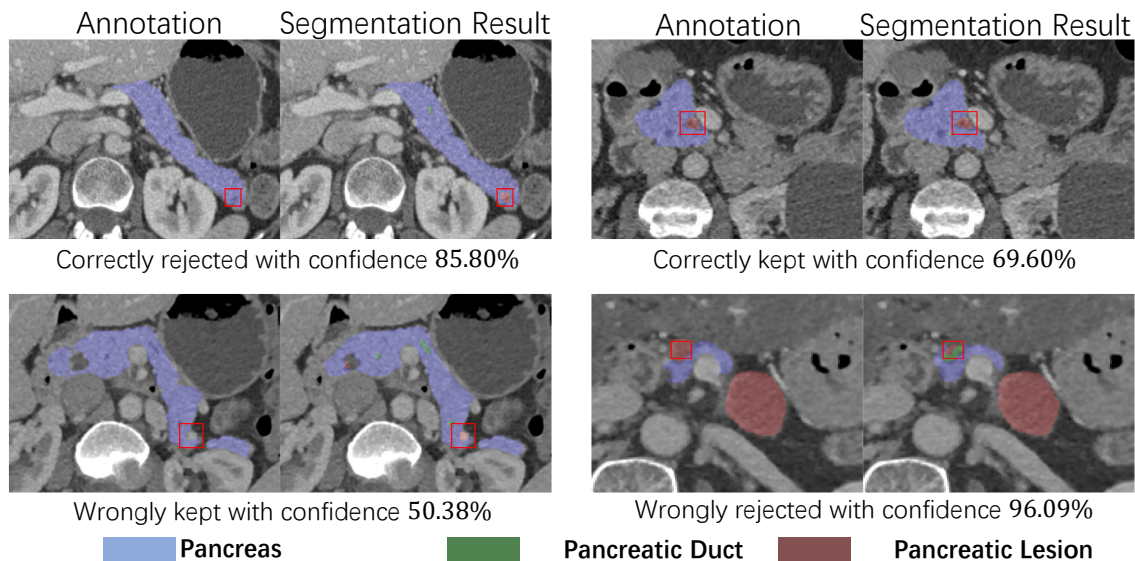 Annotation Segmentation Result Annotation Segmentation Result
Correctly rejected with confidence 85.80% Correctly kept with confidence 69.60%
Wrongly kept with confidence 50.38% Wrongly rejected with confidence 96.09%
Pancreas Pancreatic Duct Pancreatic Lesion